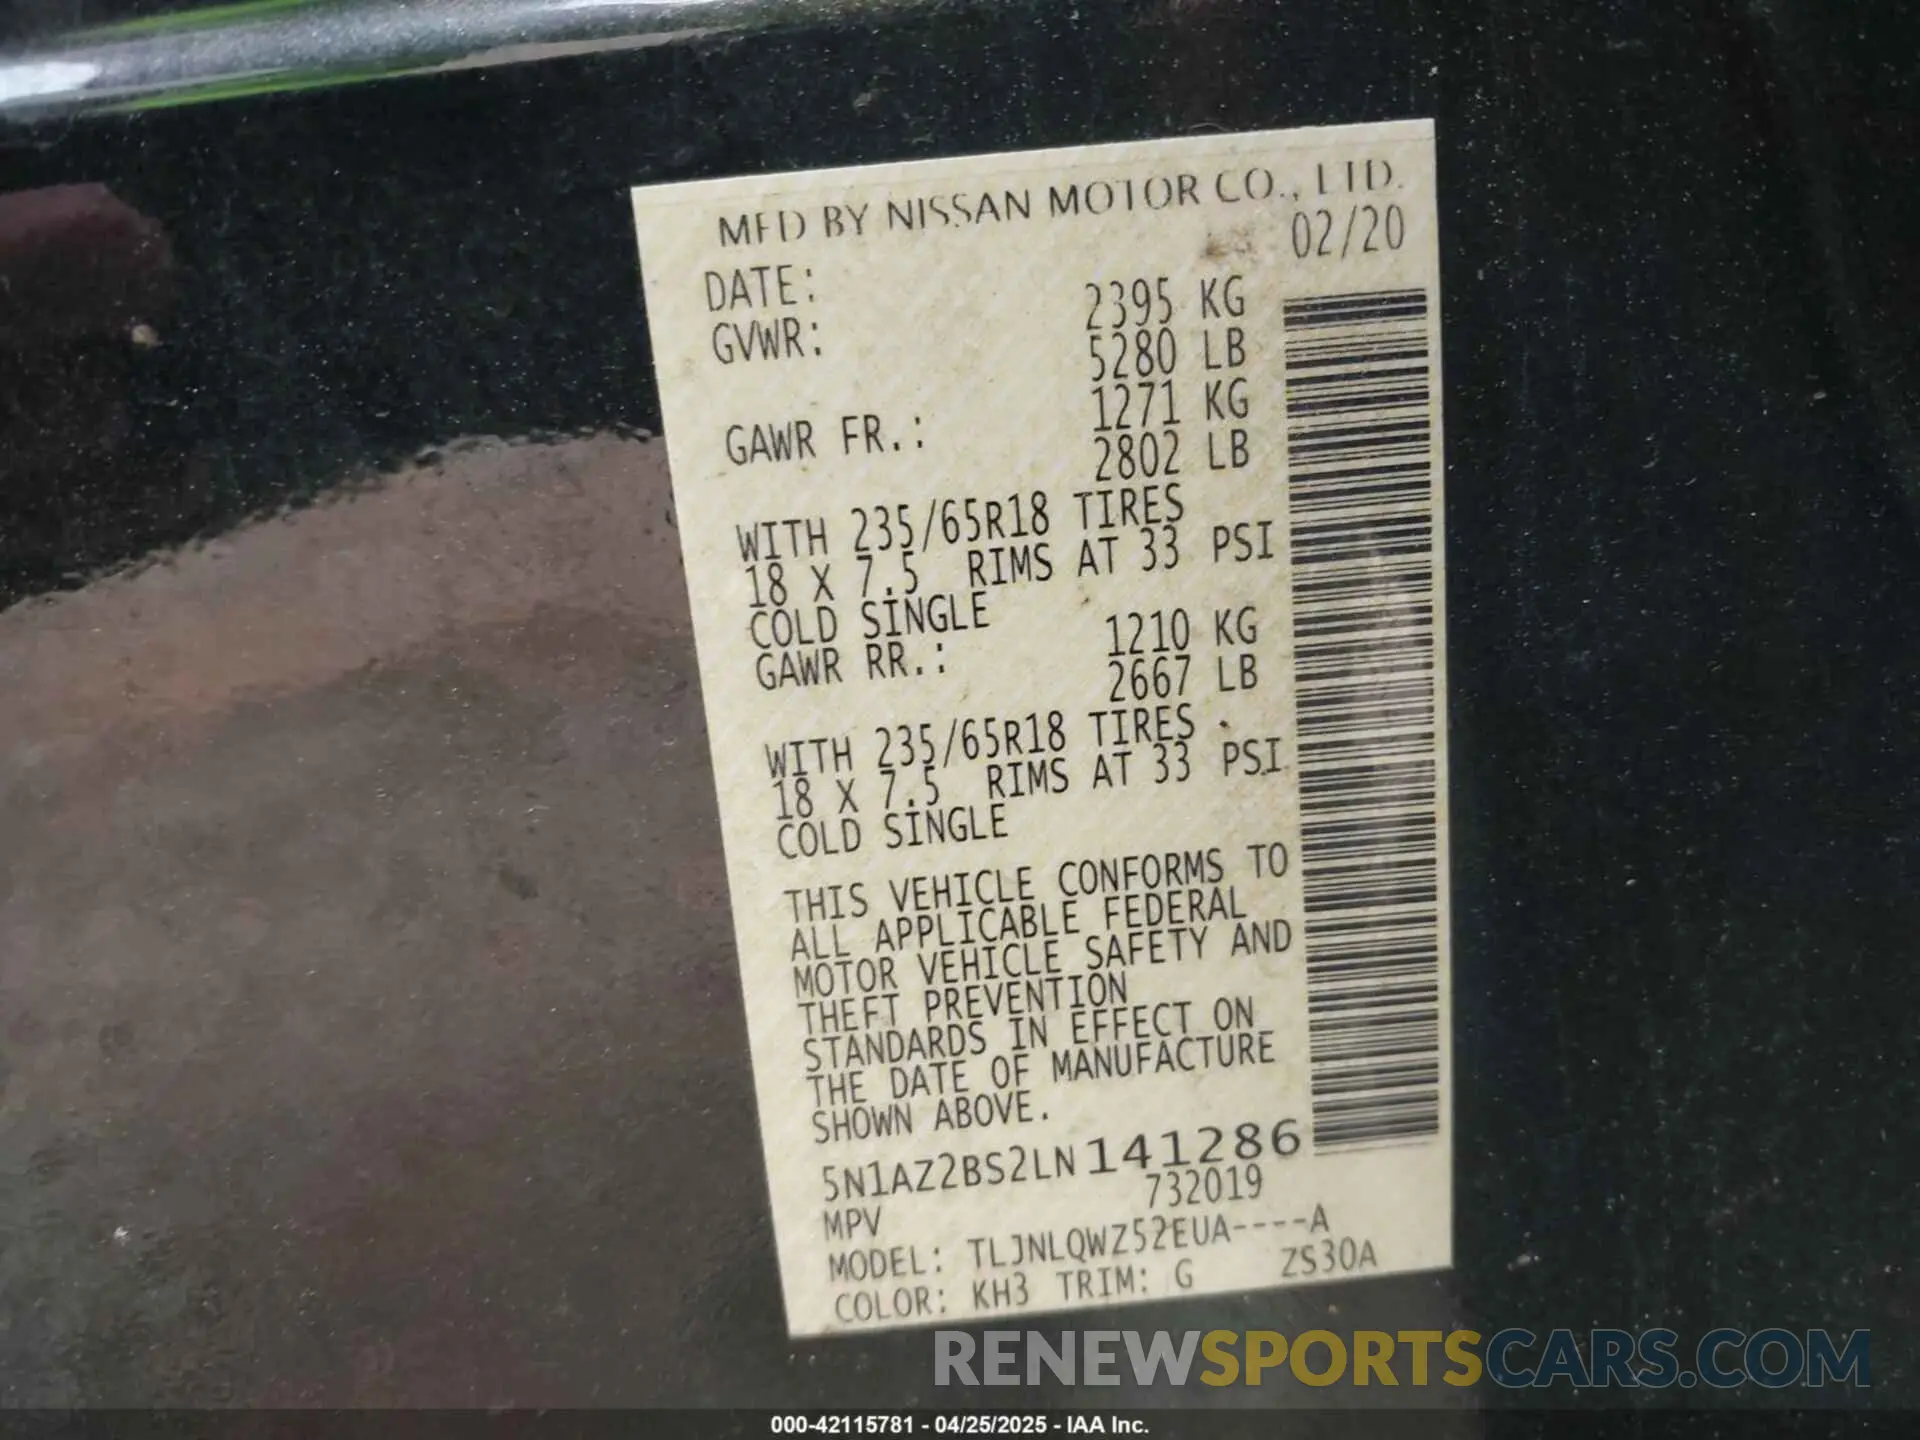 MFD BY NISSAN MOTOR CO., LTD.
DATE: 02/20
GVWR: 2395 KG
5280 LB
GAWR FR.: 1271 KG
2802 LB
WITH 235/65R18 TIRES
18 X 7.5 RIMS AT 33 PSI
COLD SINGLE
GAWR RR.: 1210 KG
2667 LB
WITH 235/65R18 TIRES
18 X 7.5 RIMS AT 33 PSI
COLD SINGLE
THIS VEHICLE CONFORMS TO
ALL APPLICABLE FEDERAL
MOTOR VEHICLE SAFETY AND
THEFT PREVENTION
STANDARDS IN EFFECT ON
THE DATE OF MANUFACTURE
SHOWN ABOVE.
5N1AZ2BS2LN141286
MPV 732019
MODEL: TLJNLQWZ52EUA----A
COLOR: KH3 TRIM: G ZS30A
RENEWSPORTSCARS.COM
000-42115781 - 04/25/2025 - IAA Inc.